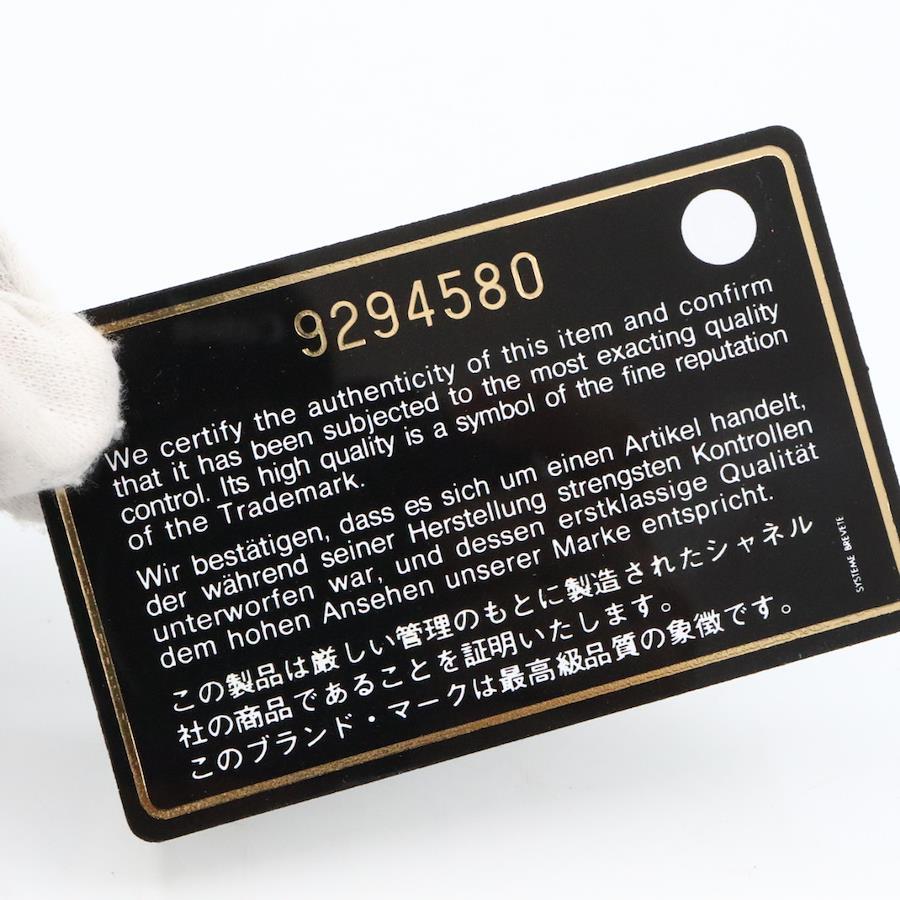 9294580
We certify the authenticity of this item and confirm
that it has been subjected to the most exacting quality
control. Its high quality is a symbol of the fine reputation
of the Trademark.
Wir bestätigen, dass es sich um einen Artikel handelt,
der während seiner Herstellung strengsten Kontrollen
unterworfen war, und dessen erstklassige Qualität
dem hohen Ansehen unserer Marke entspricht.
この製品は厳しい管理のもとに製造されたシャネル
社の商品であることを証明いたします。
このブランド・マークは最高級品質の象徴です。
SYSTEME BREVETE